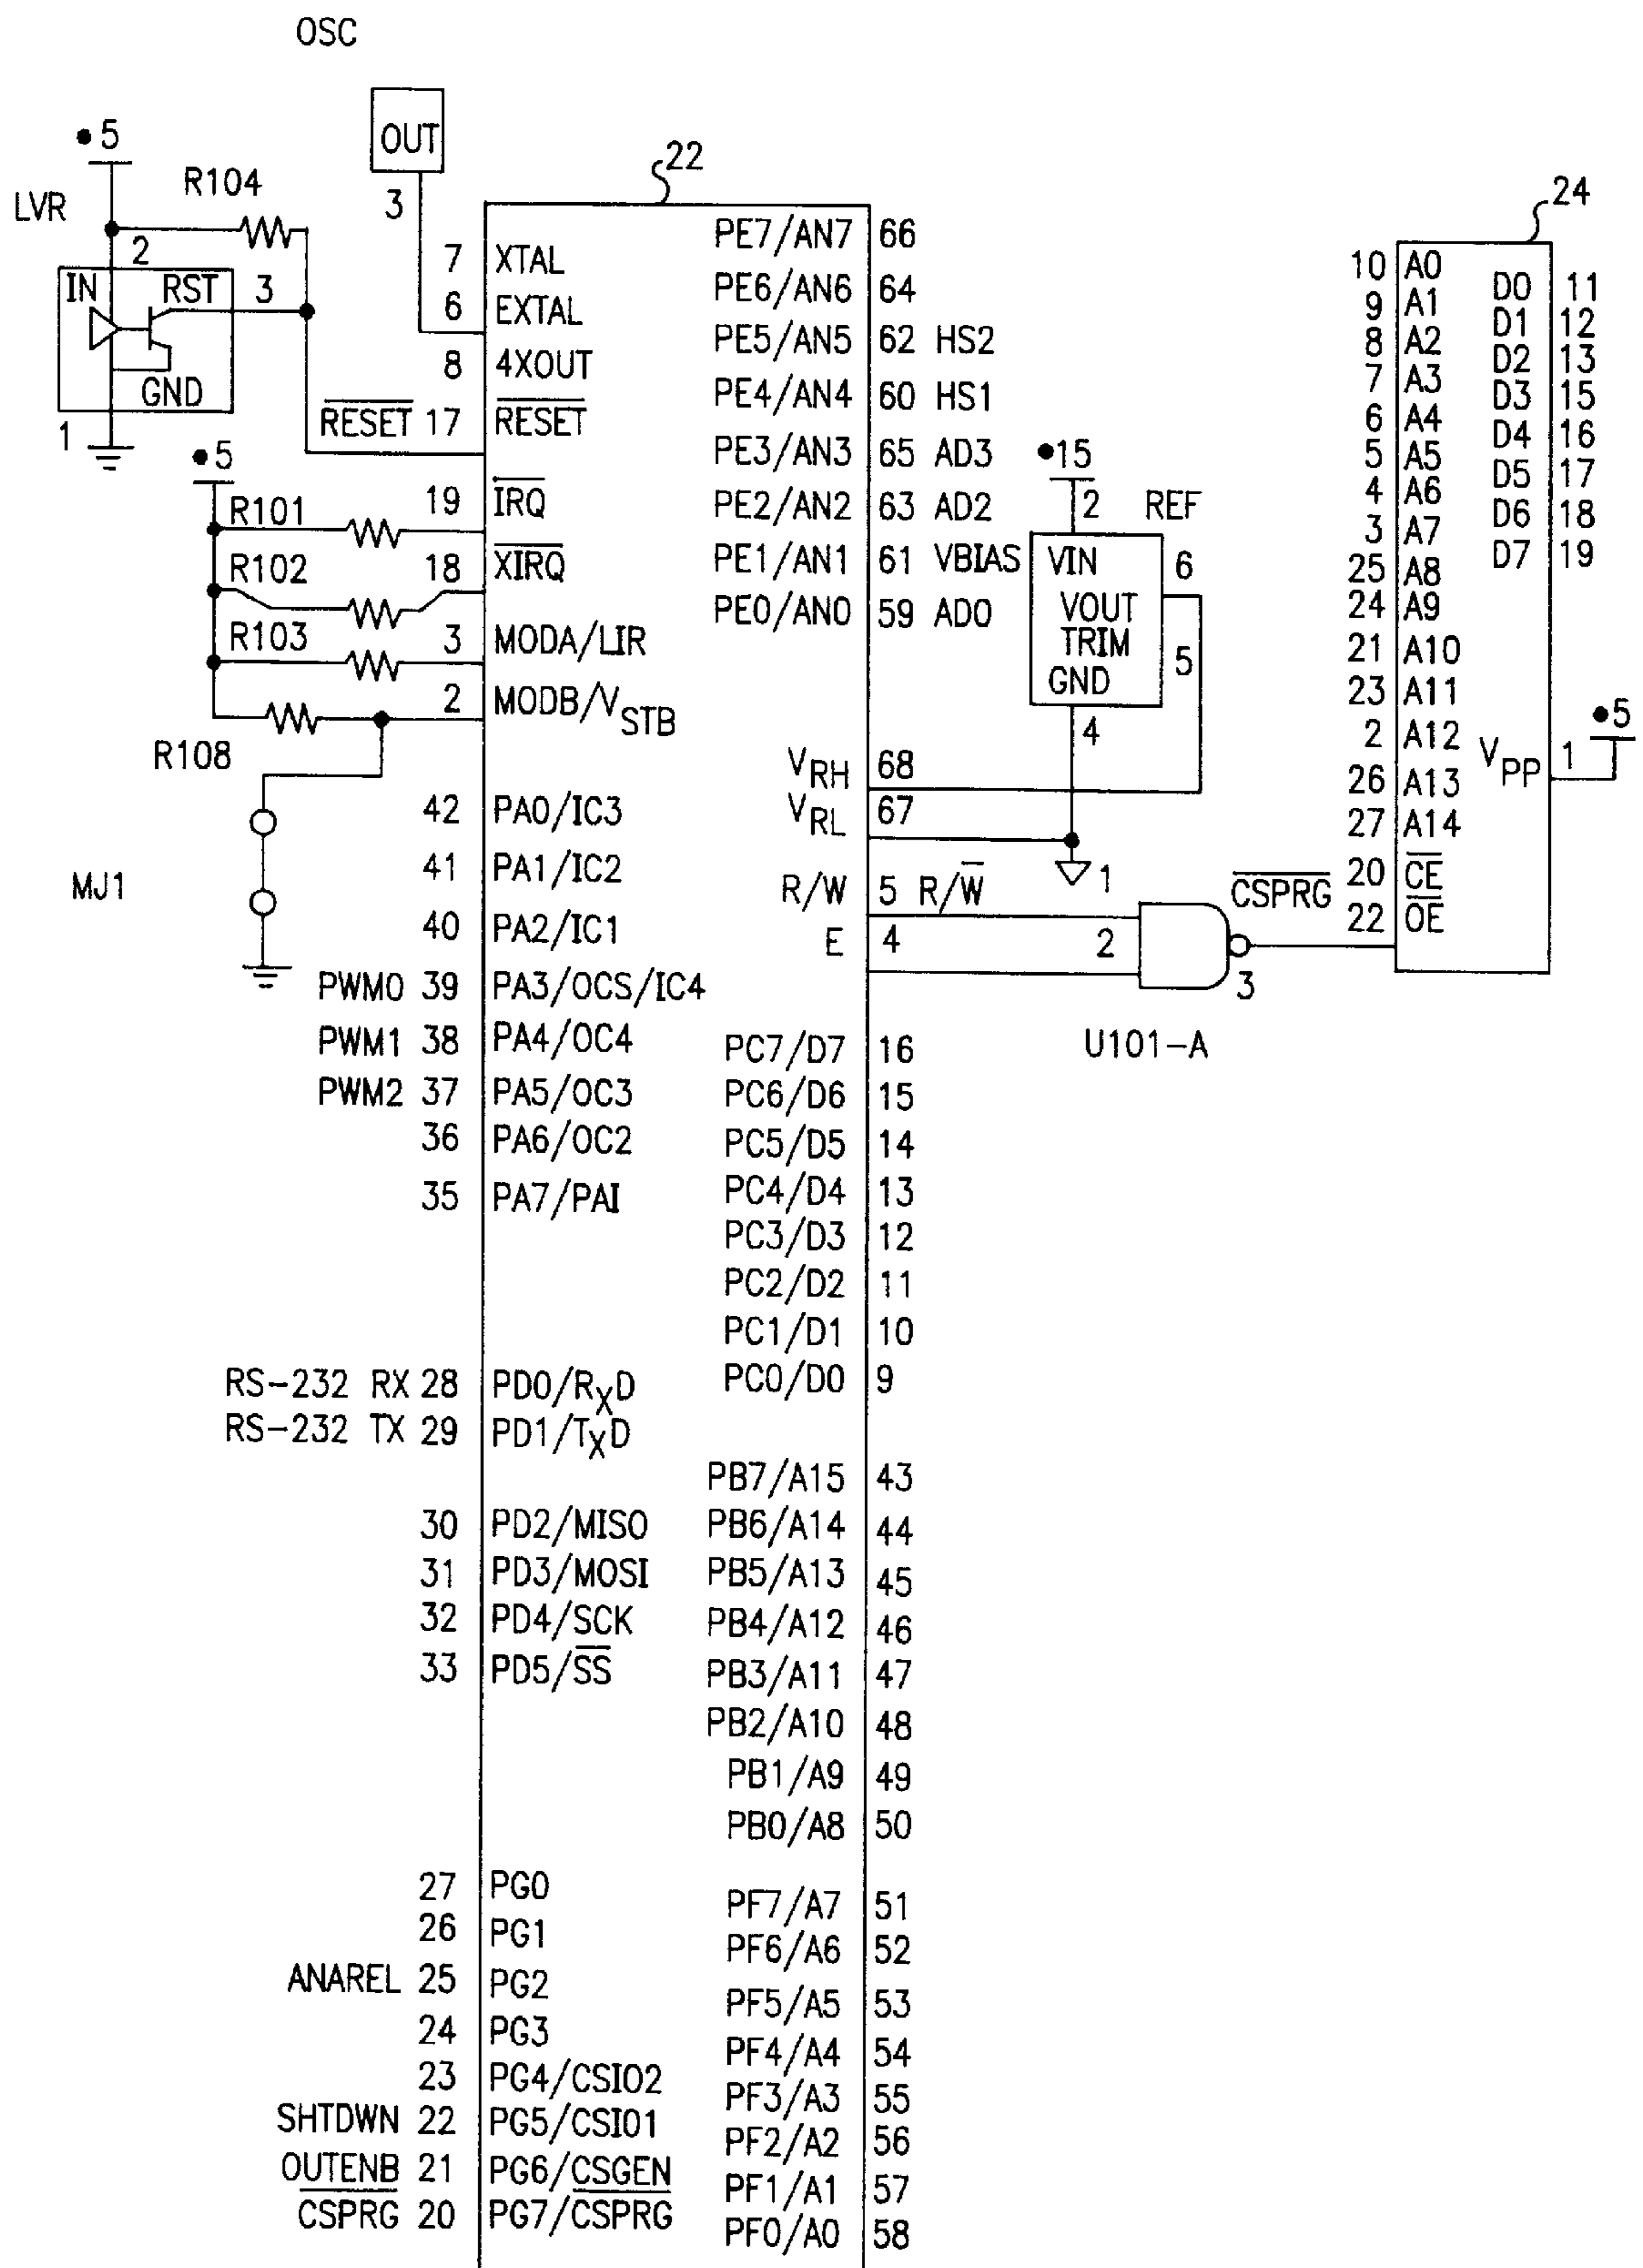 OSC
•5
OUT
R104
LVR
3
2
IN
RST
3
GND
1
22
7 XTAL
6 EXTAL
8 4XOUT
RESET 17 RESET
•5
R101
19 IRQ
R102
18 XIRQ
R103
3 MODA/LIR
2 MODB/VSTB
R108
MJ1
42 PA0/IC3
41 PA1/IC2
40 PA2/IC1
PWM0 39 PA3/OCS/IC4
PWM1 38 PA4/OC4
PWM2 37 PA5/OC3
36 PA6/OC2
35 PA7/PAI
RS-232 RX 28 PD0/RXD
RS-232 TX 29 PD1/TXD
30 PD2/MISO
31 PD3/MOSI
32 PD4/SCK
33 PD5/SS
27 PG0
26 PG1
ANAREL 25 PG2
24 PG3
23 PG4/CSIO2
SHTDWN 22 PG5/CSIO1
OUTENB 21 PG6/CSGEN
CSPRG 20 PG7/CSPRG
PE7/AN7 66
PE6/AN6 64
PE5/AN5 62 HS2
PE4/AN4 60 HS1
PE3/AN3 65 AD3
PE2/AN2 63 AD2
PE1/AN1 61 VBIAS
PE0/AN0 59 AD0
VRH 68
VRL 67
R/W 5 R/W
E 4
PC7/D7 16
PC6/D6 15
PC5/D5 14
PC4/D4 13
PC3/D3 12
PC2/D2 11
PC1/D1 10
PC0/D0 9
PB7/A15 43
PB6/A14 44
PB5/A13 45
PB4/A12 46
PB3/A11 47
PB2/A10 48
PB1/A9 49
PB0/A8 50
PF7/A7 51
PF6/A6 52
PF5/A5 53
PF4/A4 54
PF3/A3 55
PF2/A2 56
PF1/A1 57
PF0/A0 58
•15
2 REF
VIN
6
VOUT
TRIM
5
GND
4
1
2
3
U101-A
24
10 A0
9 A1
8 A2
7 A3
6 A4
5 A5
4 A6
3 A7
25 A8
24 A9
21 A10
23 A11
2 A12
26 A13
27 A14
CSPRG 20 CE
22 OE
D0 11
D1 12
D2 13
D3 15
D4 16
D5 17
D6 18
D7 19
VPP 1
•5